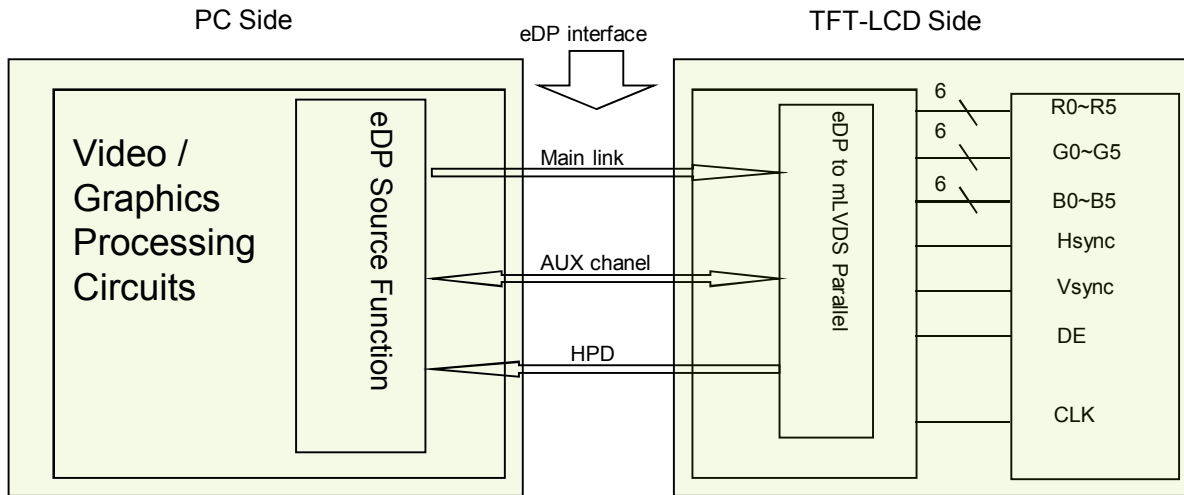 PC Side
eDP interface
TFT-LCD Side
Video /
Graphics
Processing
Circuits
eDP Source Function
Main link
AUX chanel
HPD
eDP to mLVDS Parallel
6
R0~R5
6
G0~G5
6
B0~B5
Hsync
Vsync
DE
CLK